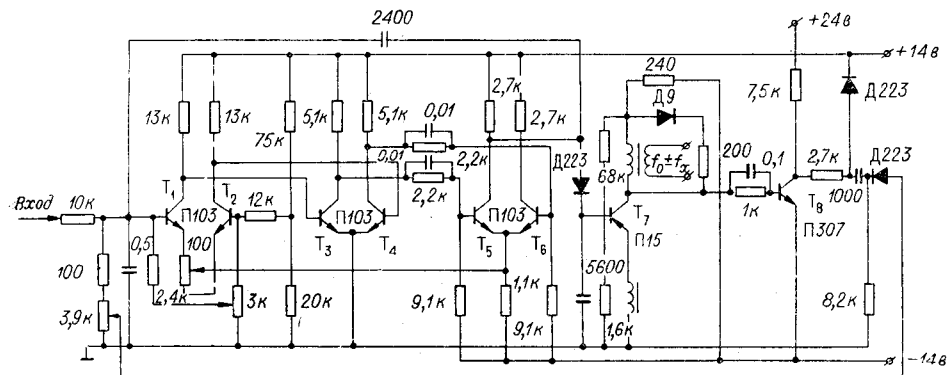 2400
+24в
+14в
13к
13к
75к
5,1к
5,1к
0,01
0,01
2,2к
2,2к
2,7к
2,7к
Д223
68к
240
Д9
f₀ ± fₓ
200
0,1
1к
7,5к
Д223
2,7к
1000
Д223
Вход
10к
0,5
T₁
П103
T₂
12к
100
2,4к
3к
20к
T₃
П103
T₄
T₅
П103
T₆
T₇
П15
T₈
П307
100
3,9к
9,1к
1,1к
9,1к
5600
1,6к
8,2к
-14в